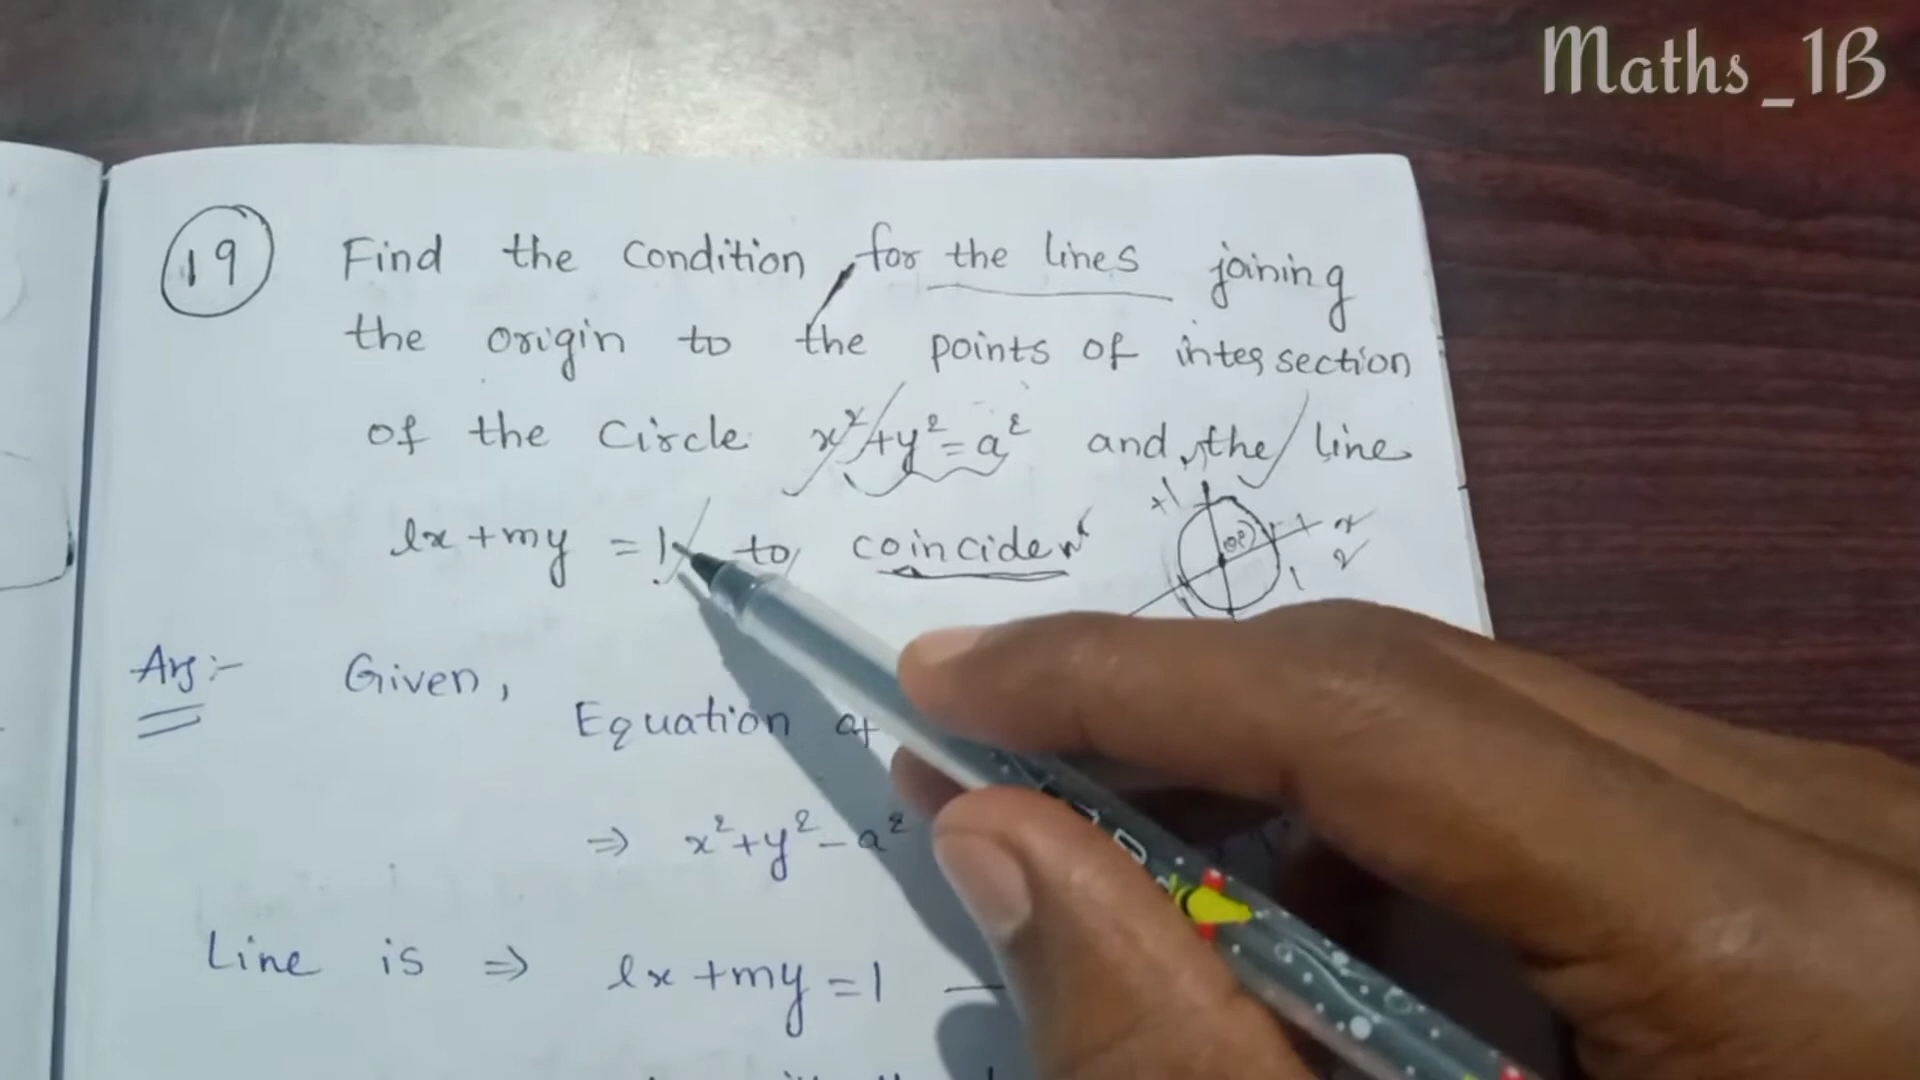 Maths_1B
19 Find the condition for the lines joining
the origin to the points of intersection
of the circle x²+y²=a² and the line
lx+my=1 to coincident
Ans:- Given,
Equation of
⇒ x²+y²-a²
Line is ⇒ lx+my=1 —